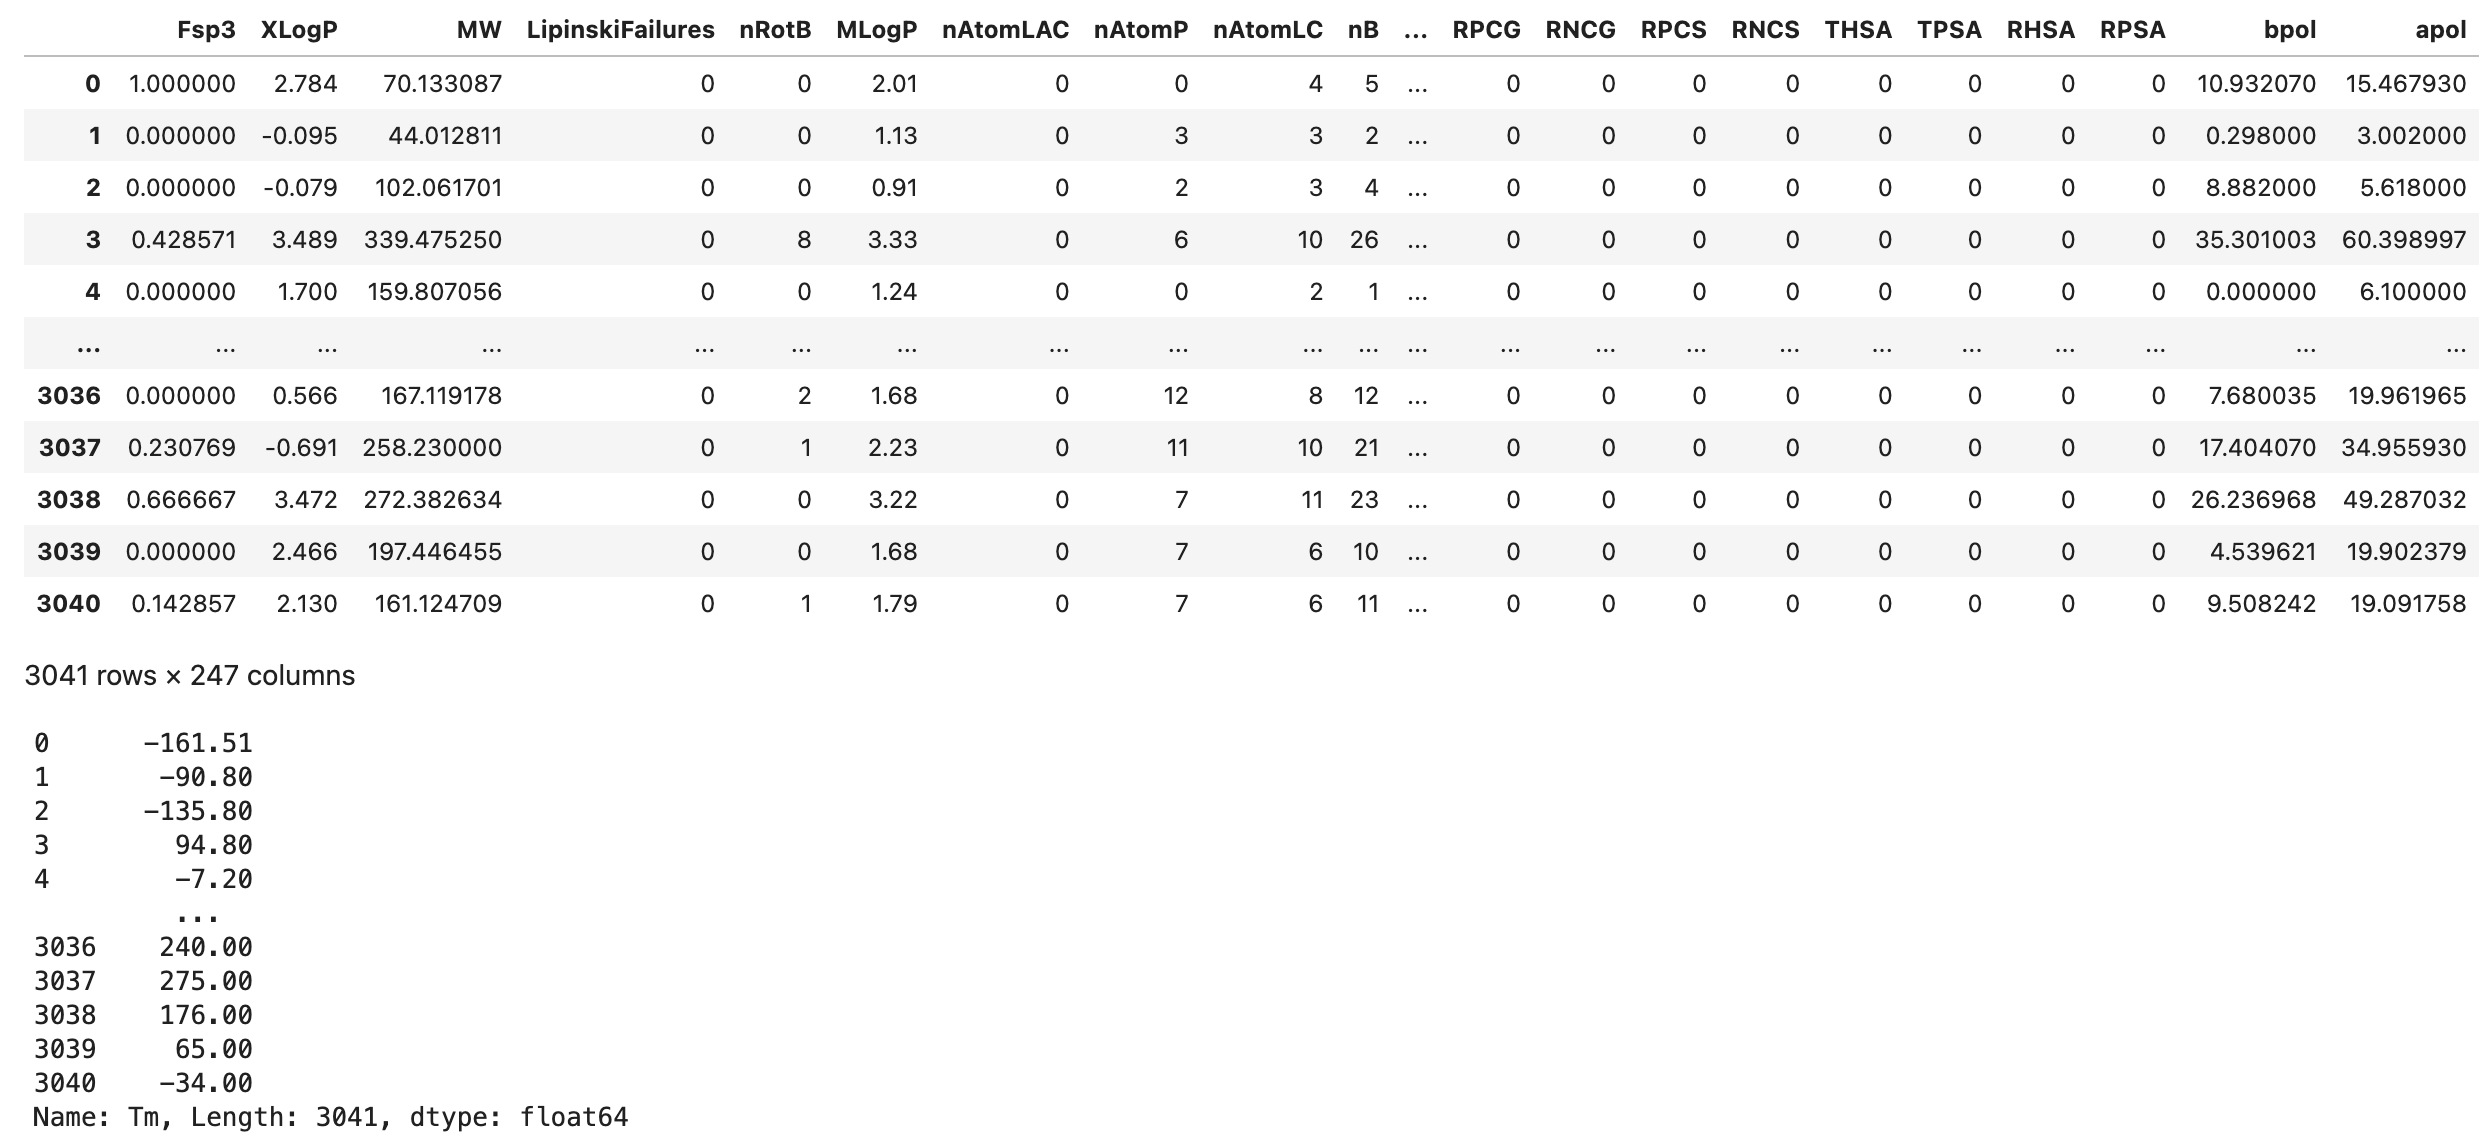 Fsp3 XLogP MW LipinskiFailures nRotB MLogP nAtomLAC nAtomP nAtomLC nB ... RPCG RNCG RPCS RNCS THSA TPSA RHSA RPSA bpol apol
0 1.000000 2.784 70.133087 0 0 2.01 0 0 4 5 ... 0 0 0 0 0 0 0 0 10.932070 15.467930
1 0.000000 -0.095 44.012811 0 0 1.13 0 3 3 2 ... 0 0 0 0 0 0 0 0 0.298000 3.002000
2 0.000000 -0.079 102.061701 0 0 0.91 0 2 3 4 ... 0 0 0 0 0 0 0 0 8.882000 5.618000
3 0.428571 3.489 339.475250 0 8 3.33 0 6 10 26 ... 0 0 0 0 0 0 0 0 35.301003 60.398997
4 0.000000 1.700 159.807056 0 0 1.24 0 0 2 1 ... 0 0 0 0 0 0 0 0 0.000000 6.100000
... ... ... ... ... ... ... ... ... ... ... ... ... ... ... ... ... ... ... ... ... ...
3036 0.000000 0.566 167.119178 0 2 1.68 0 12 8 12 ... 0 0 0 0 0 0 0 0 7.680035 19.961965
3037 0.230769 -0.691 258.230000 0 1 2.23 0 11 10 21 ... 0 0 0 0 0 0 0 0 17.404070 34.955930
3038 0.666667 3.472 272.382634 0 0 3.22 0 7 11 23 ... 0 0 0 0 0 0 0 0 26.236968 49.287032
3039 0.000000 2.466 197.446455 0 0 1.68 0 7 6 10 ... 0 0 0 0 0 0 0 0 4.539621 19.902379
3040 0.142857 2.130 161.124709 0 1 1.79 0 7 6 11 ... 0 0 0 0 0 0 0 0 9.508242 19.091758
3041 rows × 247 columns
0 -161.51
1 -90.80
2 -135.80
3 94.80
4 -7.20
...
3036 240.00
3037 275.00
3038 176.00
3039 65.00
3040 -34.00
Name: Tm, Length: 3041, dtype: float64